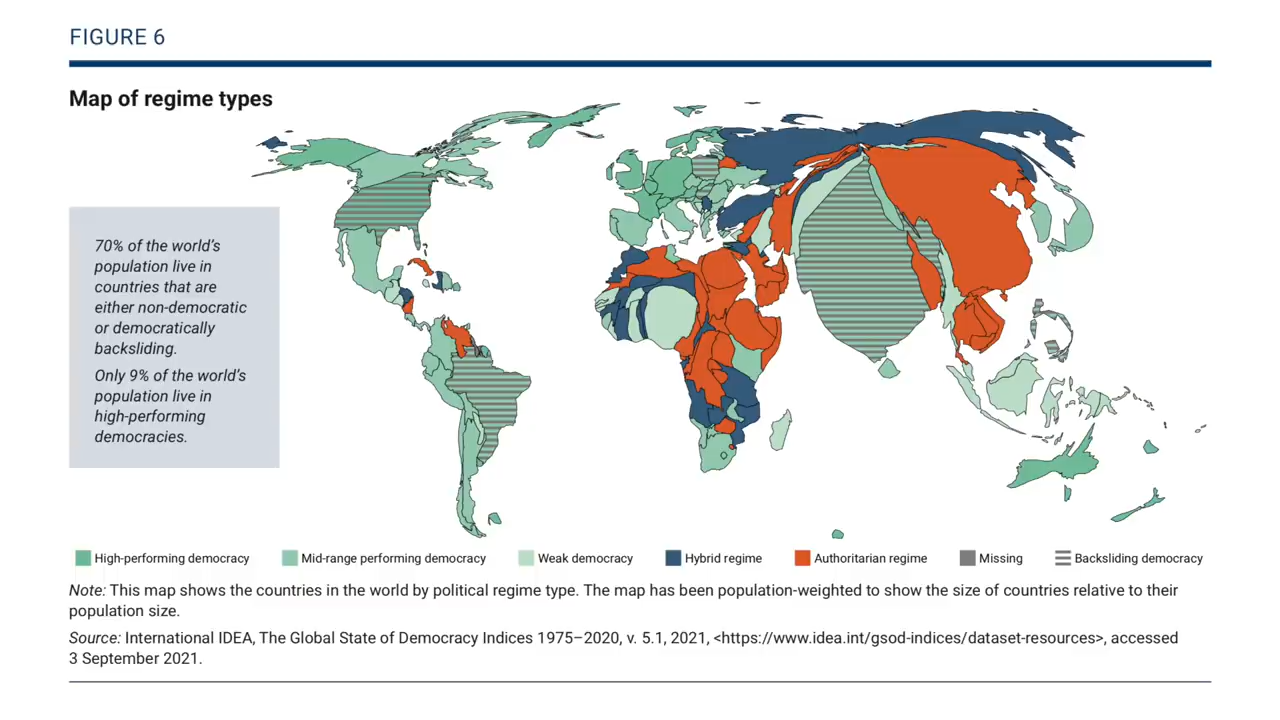 FIGURE 6
Map of regime types
70% of the world's
population live in
countries that are
either non-democratic
or democratically
backsliding.
Only 9% of the world's
population live in
high-performing
democracies.
High-performing democracy
Mid-range performing democracy
Weak democracy
Hybrid regime
Authoritarian regime
Missing
Backsliding democracy
Note: This map shows the countries in the world by political regime type. The map has been population-weighted to show the size of countries relative to their
population size.
Source: International IDEA, The Global State of Democracy Indices 1975–2020, v. 5.1, 2021, <https://www.idea.int/gsod-indices/dataset-resources>, accessed
3 September 2021.